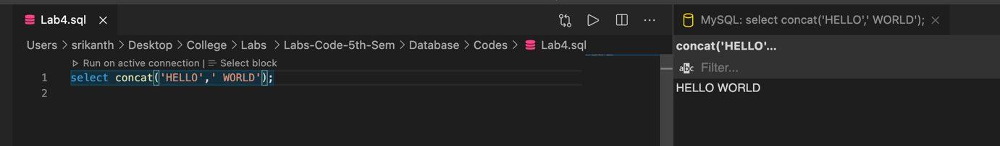 Lab4.sql
Users > srikanth > Desktop > College > Labs > Labs-Code-5th-Sem > Database > Codes > Lab4.sql
Run on active connection | Select block
1 select concat('HELLO',' WORLD');
2
MySQL: select concat('HELLO',' WORLD');
concat('HELLO'...
abc Filter...
HELLO WORLD